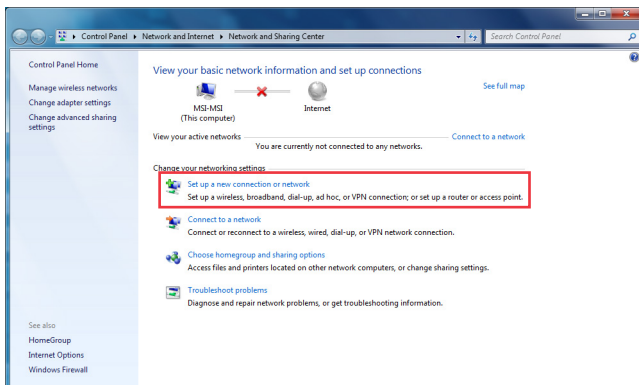 Control Panel ▸ Network and Internet ▸ Network and Sharing Center
Search Control Panel
Control Panel Home
Manage wireless networks
Change adapter settings
Change advanced sharing
settings
View your basic network information and set up connections
See full map
MSI-MSI
(This computer)
Internet
View your active networks
Connect to a network
You are currently not connected to any networks.
Change your networking settings
Set up a new connection or network
Set up a wireless, broadband, dial-up, ad hoc, or VPN connection; or set up a router or access point.
Connect to a network
Connect or reconnect to a wireless, wired, dial-up, or VPN network connection.
Choose homegroup and sharing options
Access files and printers located on other network computers, or change sharing settings.
Troubleshoot problems
Diagnose and repair network problems, or get troubleshooting information.
See also
HomeGroup
Internet Options
Windows Firewall